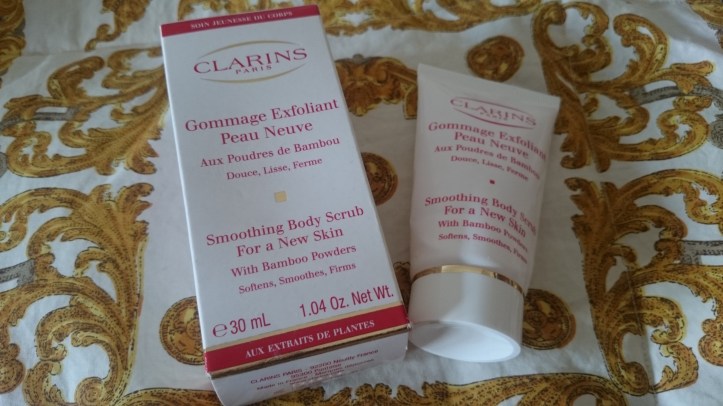 SOIN JEUNESSE DU CORPS
CLARINS
PARIS
Gommage Exfoliant
Peau Neuve
Aux Poudres de Bambou
Douce, Lisse, Ferme
Smoothing Body Scrub
For a New Skin
With Bamboo Powders
Softens, Smoothes, Firms
e 30 mL 1.04 Oz. Net Wt.
AUX EXTRAITS DE PLANTES
CLARINS PARIS
CLARINS
PARIS
Gommage Exfoliant
Peau Neuve
Aux Poudres de Bambou
Douce, Lisse, Ferme
Smoothing Body Scrub
For a New Skin
With Bamboo Powders
Softens, Smoothes, Firms